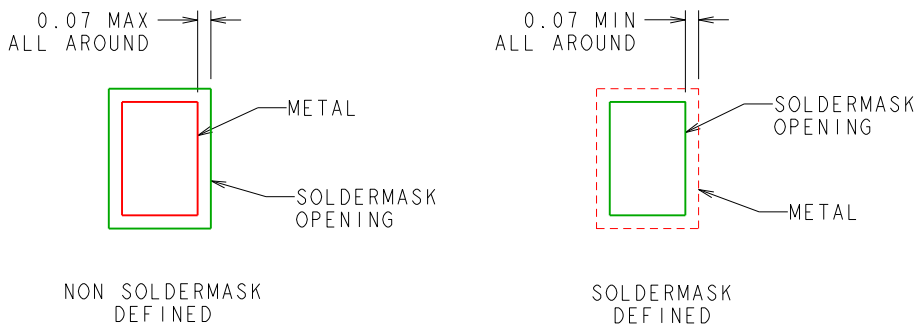 0.07 MAX
ALL AROUND
METAL
SOLDERMASK
OPENING
NON SOLDERMASK
DEFINED
0.07 MIN
ALL AROUND
SOLDERMASK
OPENING
METAL
SOLDERMASK
DEFINED